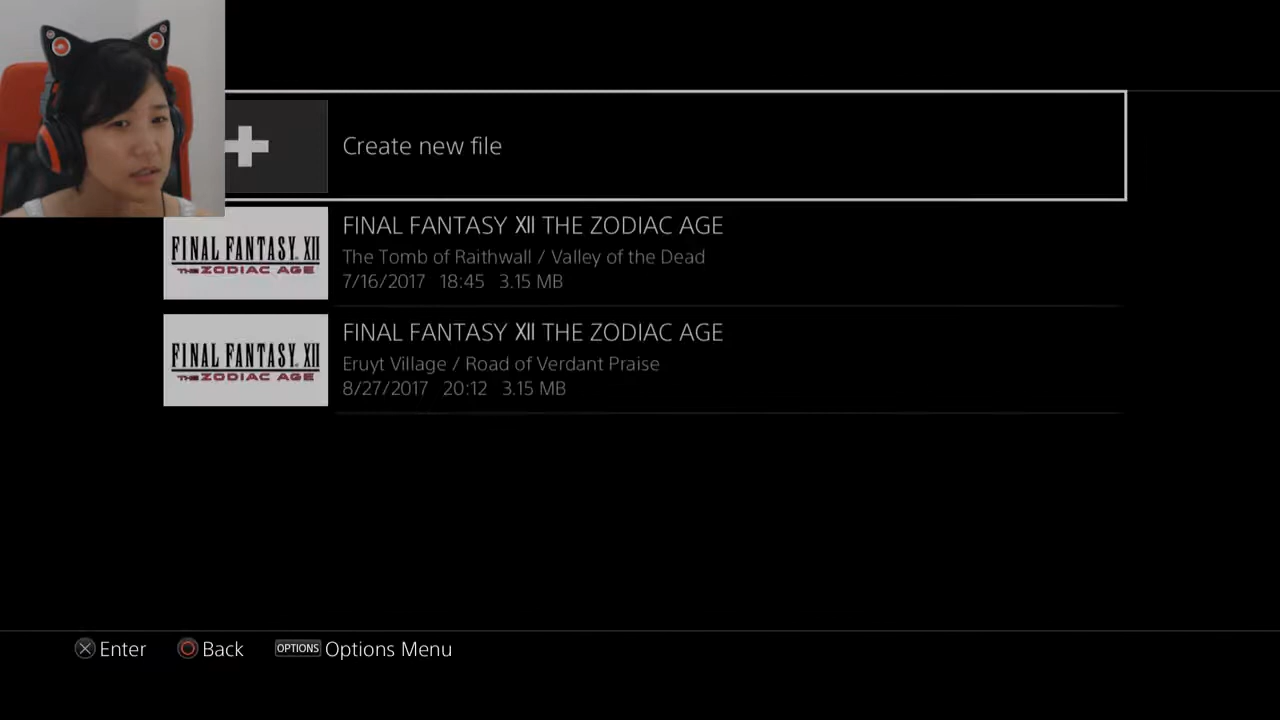 Create new file
FINAL FANTASY XII THE ZODIAC AGE
The Tomb of Raithwall / Valley of the Dead
7/16/2017 18:45 3.15 MB
FINAL FANTASY XII
THE ZODIAC AGE
FINAL FANTASY XII THE ZODIAC AGE
Eruyt Village / Road of Verdant Praise
8/27/2017 20:12 3.15 MB
FINAL FANTASY XII
THE ZODIAC AGE
Enter Back OPTIONS Options Menu